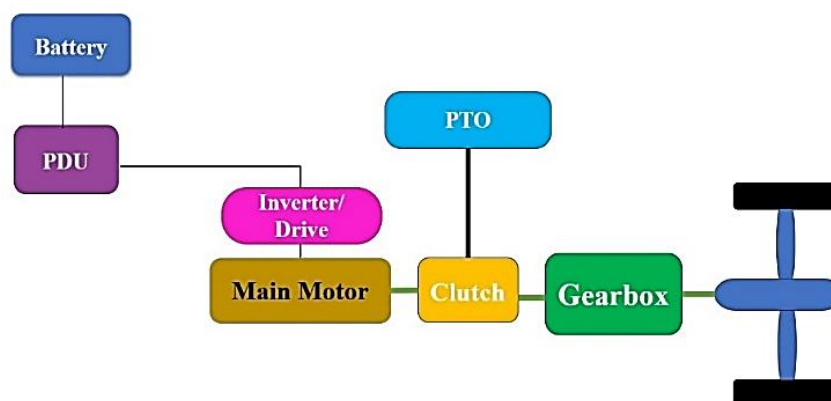 Battery
PTO
PDU
Inverter/
Drive
Main Motor
Clutch
Gearbox